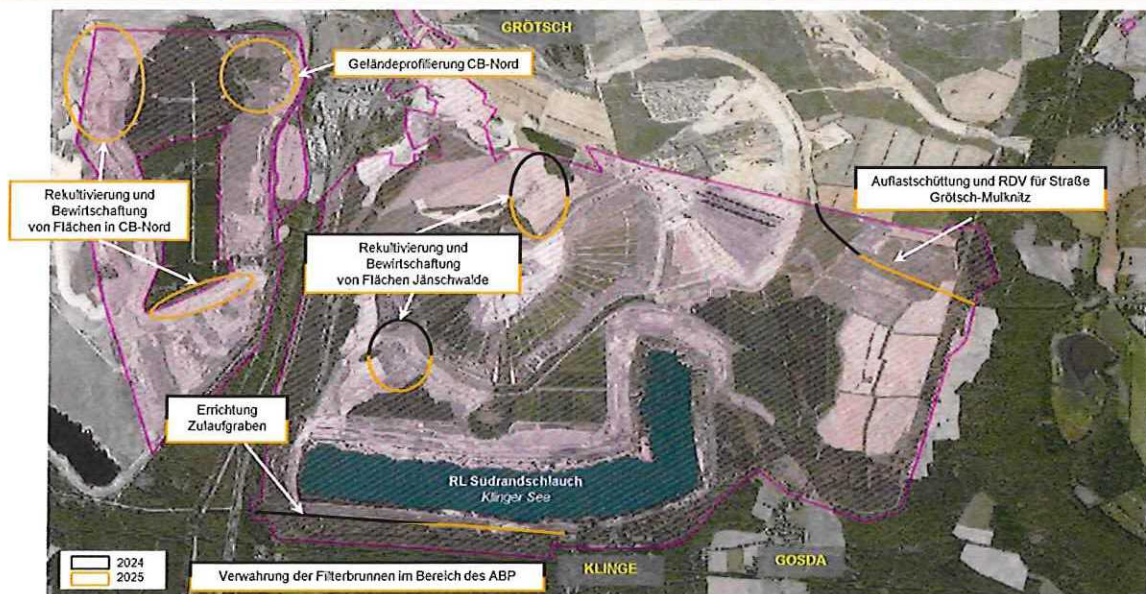 GRÖTSCH
Geländeprofilierung CB-Nord
Rekultivierung und
Bewirtschaftung
von Flächen in CB-Nord
Rekultivierung und
Bewirtschaftung
von Flächen Jänschwalde
Auflastschüttung und RDV für Straße
Grötsch-Mulknitz
Errichtung
Zulaufgraben
RL Südrandschlauch
Klinger See
2024
2025
Verwahrung der Filterbrunnen im Bereich des ABP
KLINGE
GOSDA